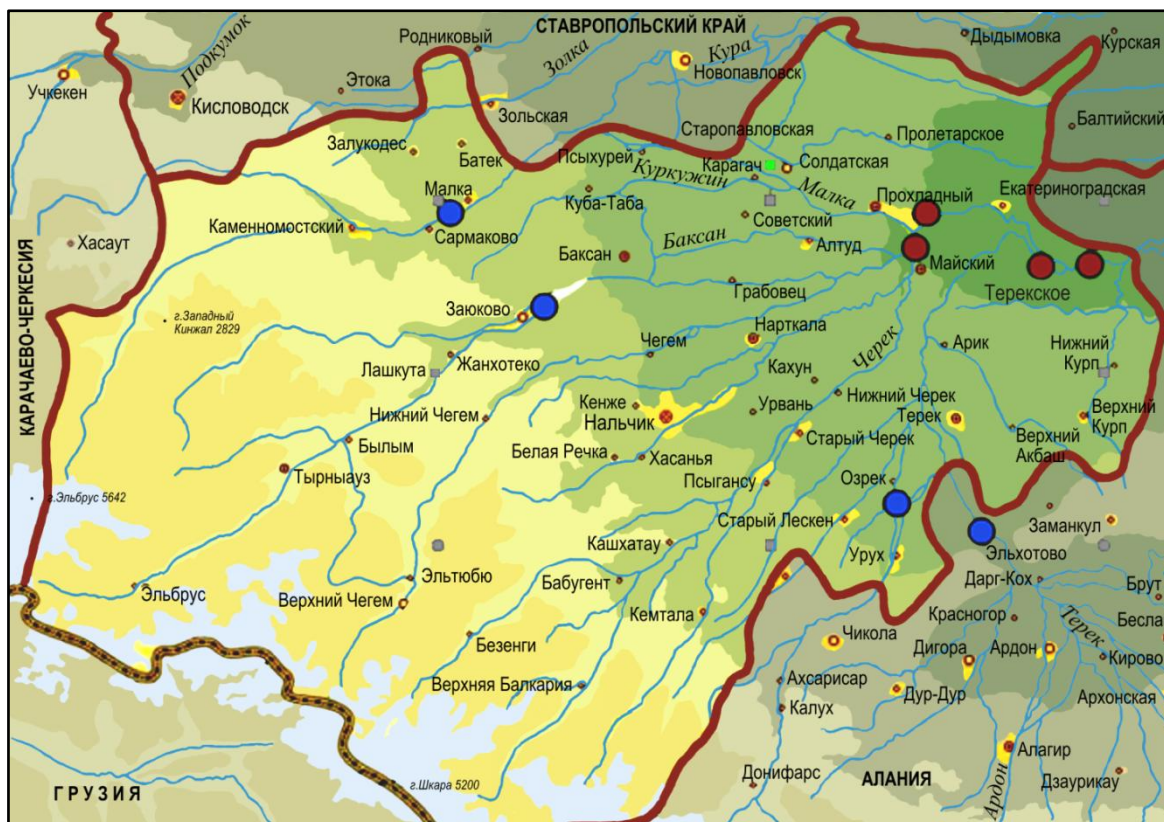 СТАВРОПОЛЬСКИЙ КРАЙ
Родниковый
Дыдымовка
Курская
Подкумок
Золка
Кура
Учкекен
Этока
Новопавловск
Кисловодск
Зольская
Балтийский
Старопавловская
Пролетарское
Залукодес
Батек
Псыхурей
Карагач
Солдатская
Куркужин
Малка
Малка
Прохладный
Екатериноградская
Каменномостский
Куба-Таба
Советский
Хасаут
Сармаково
Баксан
Баксан
Алтуд
Майский
Грабовец
Терекское
КАРАЧАЕВО-ЧЕРКЕСИЯ
г.Западный
Кинжал 2829
Заюково
Нарткала
Черек
Арик
Нижний
Курп
Чегем
Жанхотеко
Лашкута
Кахун
Кенже
Нижний Черек
Нижний Чегем
Нальчик
Урвань
Терек
Верхний
Курп
Былым
Старый Черек
Верхний
Акбаш
Белая Речка
Хасанья
Тырныауз
Псыгансу
Озрек
г.Эльбрус 5642
Старый Лескен
Заманкул
Кашхатау
Урух
Эльхотово
Эльтюбю
Бабугент
Дарг-Кох
Брут
Эльбрус
Верхний Чегем
Кемтала
Красногор
Терек
Бесла
Безенги
Чикола
Дигора
Ардон
Кирово
Верхняя Балкария
Ахсарисар
Дур-Дур
Архонская
Калух
Алагир
Донифарс
АЛАНИЯ
Ардон
Дзаурикау
ГРУЗИЯ
г.Шкара 5200